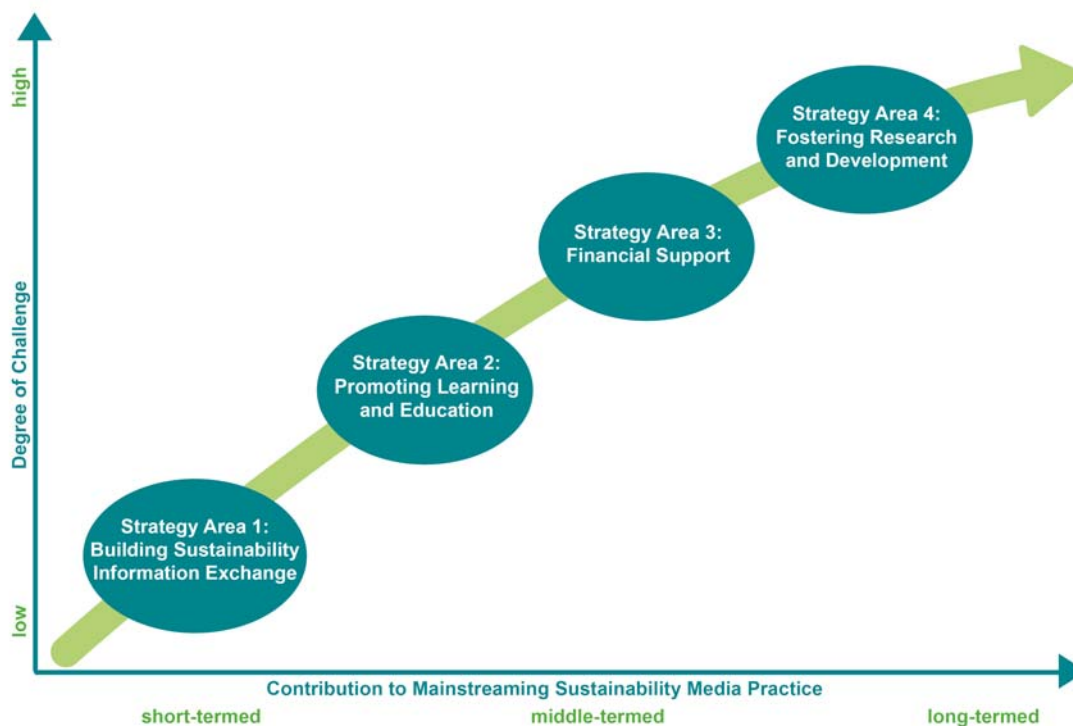 high
Strategy Area 4:
Fostering Research
and Development
Strategy Area 3:
Financial Support
Degree of Challenge
Strategy Area 2:
Promoting Learning
and Education
Strategy Area 1:
Building Sustainability
Information Exchange
low
Contribution to Mainstreaming Sustainability Media Practice
short-termed
middle-termed
long-termed